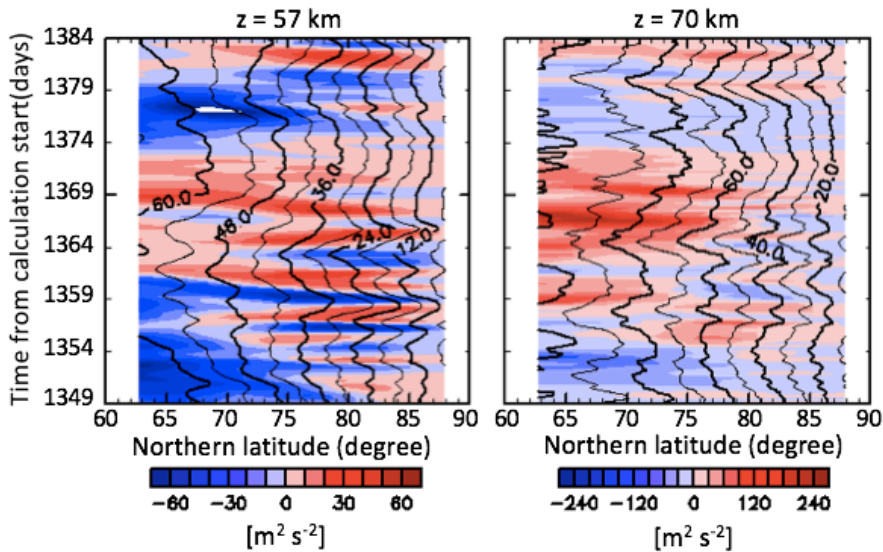 z = 57 km
z = 70 km
Time from calculation start(days)
1384
1379
1374
1369
1364
1359
1354
1349
60.0
48.0
36.0
24.0
12.0
60.0
40.0
20.0
60 65 70 75 80 85 90
60 65 70 75 80 85 90
Northern latitude (degree)
Northern latitude (degree)
−60 −30 0 30 60
−240 −120 0 120 240
[m² s⁻²]
[m² s⁻²]